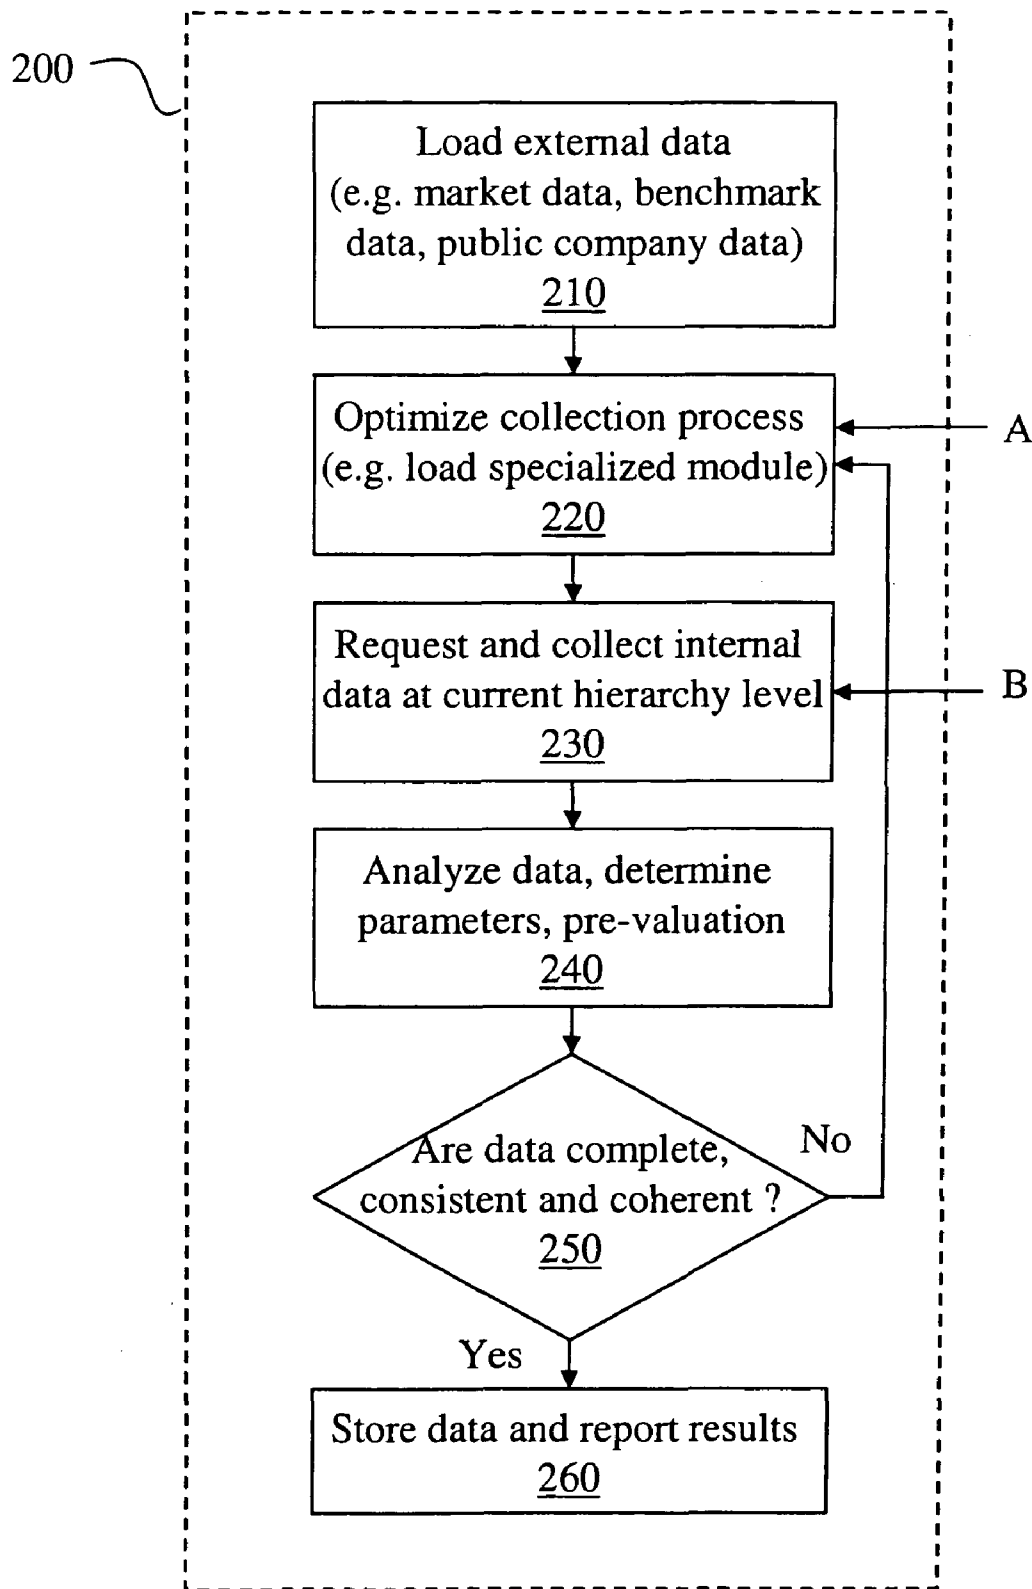 200
Load external data
(e.g. market data, benchmark
data, public company data)
210
Optimize collection process
(e.g. load specialized module)
220
A
Request and collect internal
data at current hierarchy level
230
B
Analyze data, determine
parameters, pre-valuation
240
Are data complete,
consistent and coherent ?
250
No
Yes
Store data and report results
260